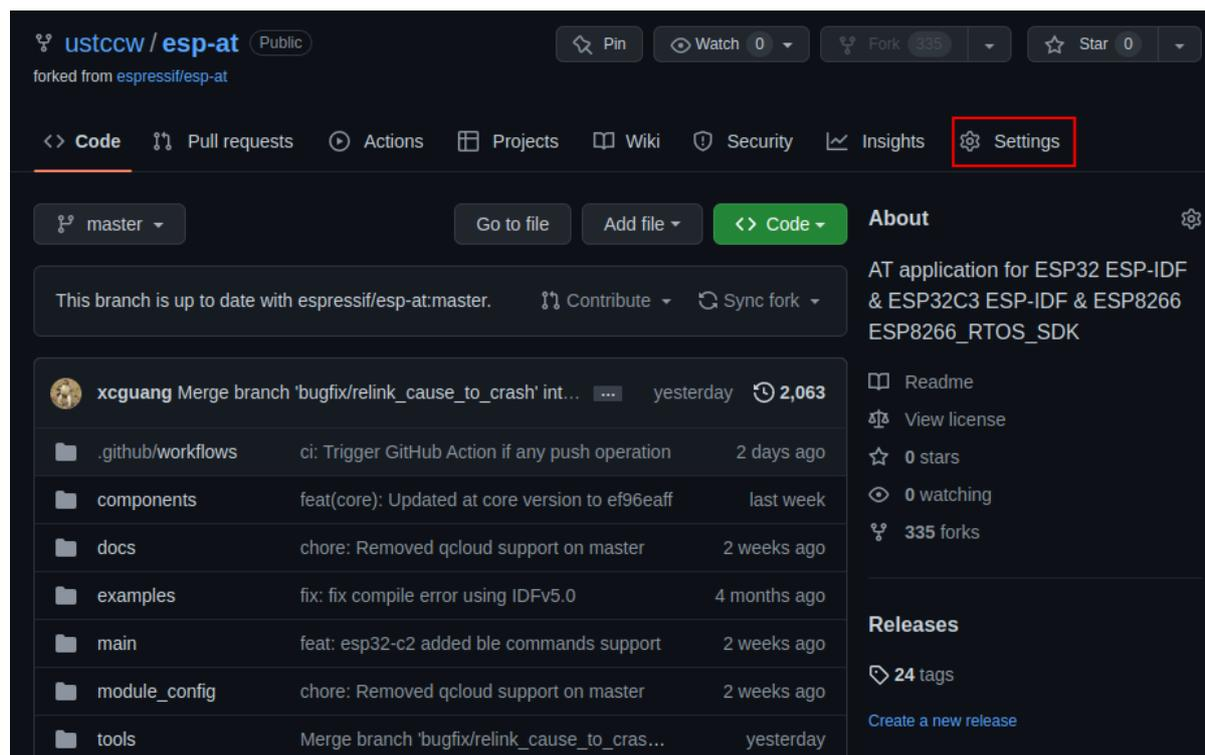 ustccw / esp-at Public
Pin Watch 0 Fork 335 Star 0
forked from espressif/esp-at
Code Pull requests Actions Projects Wiki Security Insights Settings
master Go to file Add file Code
This branch is up to date with espressif/esp-at:master. Contribute Sync fork
xcguang Merge branch 'bugfix/relink_cause_to_crash' int... ... yesterday 2,063
.github/workflows ci: Trigger GitHub Action if any push operation 2 days ago
components feat(core): Updated at core version to ef96eaff last week
docs chore: Removed qcloud support on master 2 weeks ago
examples fix: fix compile error using IDFv5.0 4 months ago
main feat: esp32-c2 added ble commands support 2 weeks ago
module_config chore: Removed qcloud support on master 2 weeks ago
tools Merge branch 'bugfix/relink_cause_to_cras... yesterday
About
AT application for ESP32 ESP-IDF
& ESP32C3 ESP-IDF & ESP8266
ESP8266_RTOS_SDK
Readme
View license
0 stars
0 watching
335 forks
Releases
24 tags
Create a new release